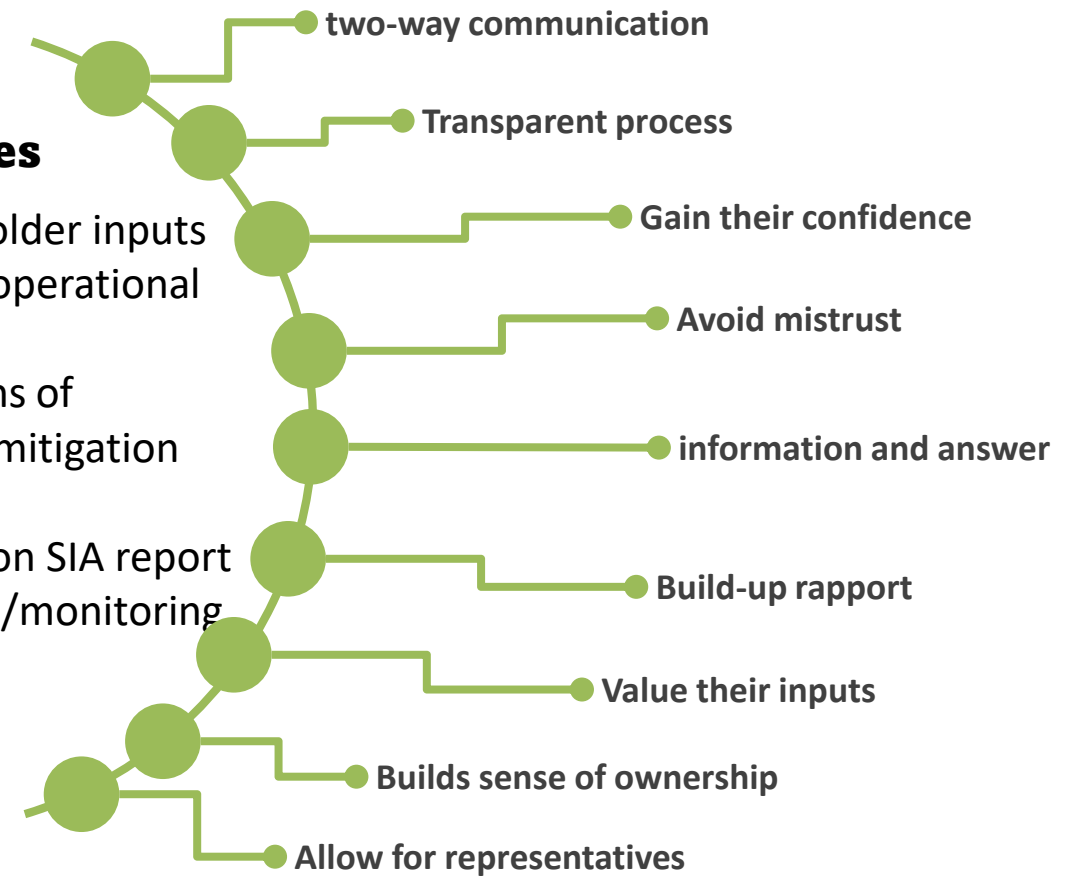 es
older inputs
operational
ns of
mitigation
on SIA report
/monitoring
two-way communication
Transparent process
Gain their confidence
Avoid mistrust
information and answer
Build-up rapport
Value their inputs
Builds sense of ownership
Allow for representatives